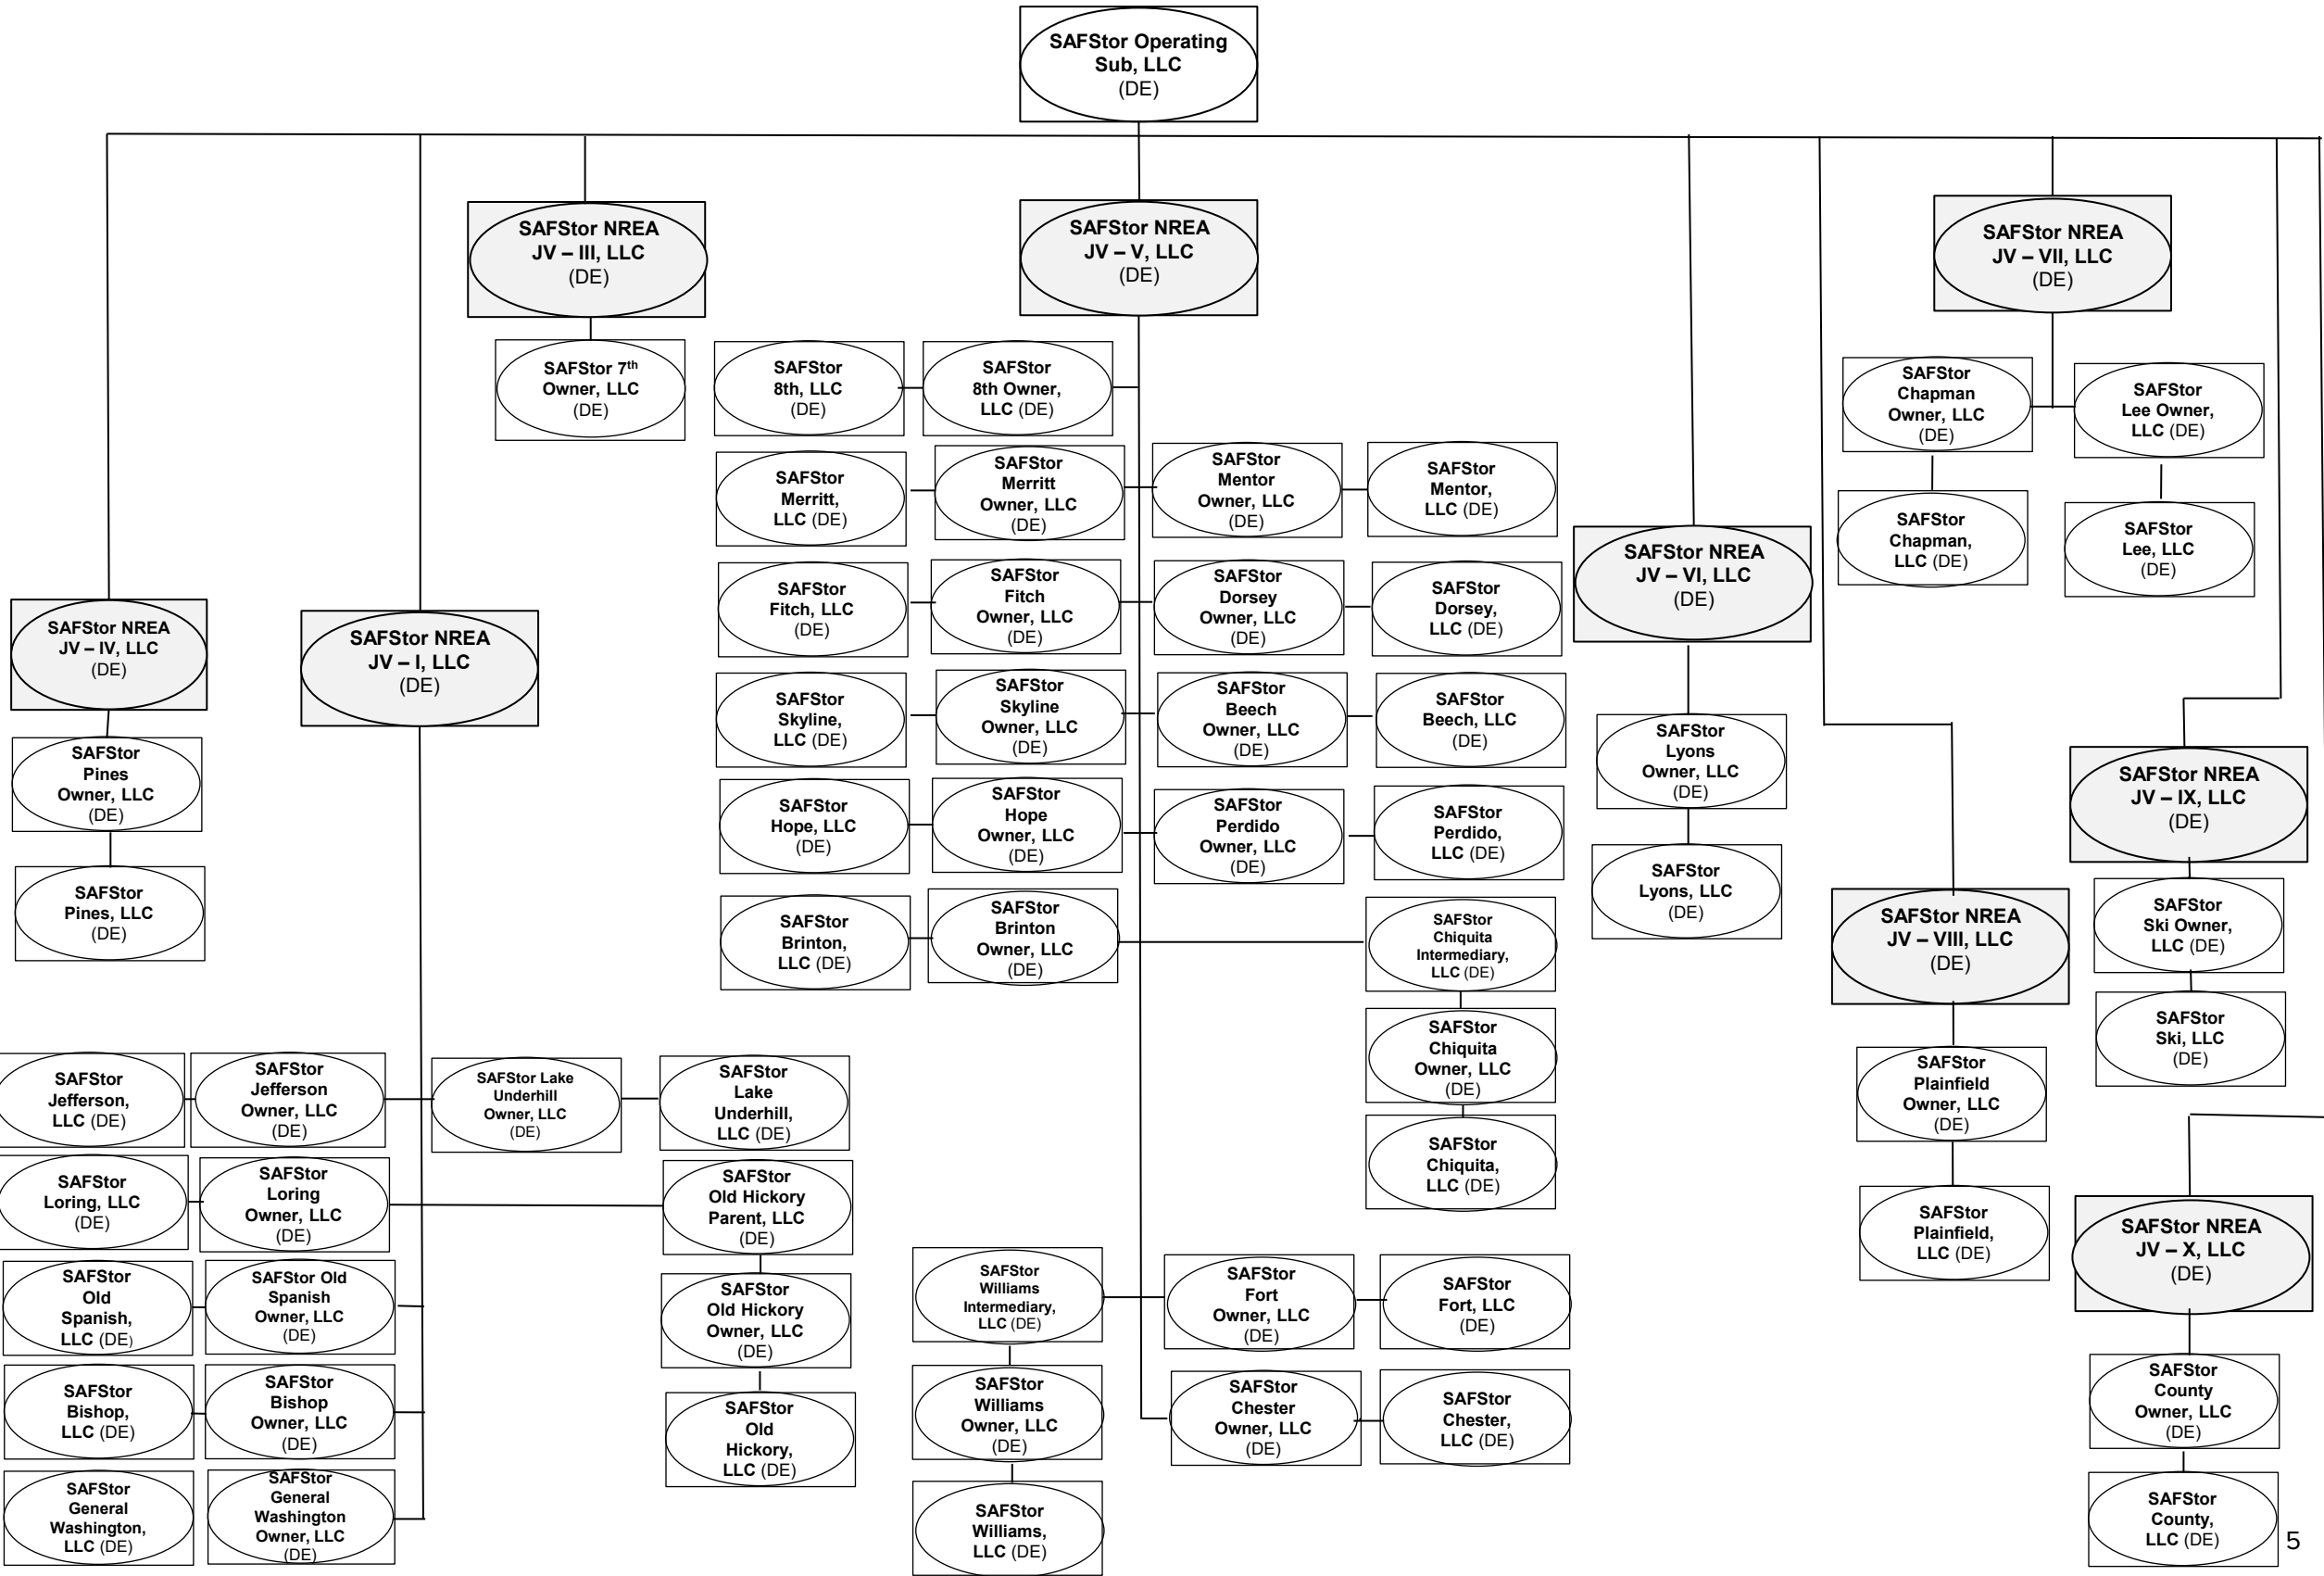 SAFStor Operating
Sub, LLC
(DE)
SAFStor NREA
JV – III, LLC
(DE)
SAFStor NREA
JV – V, LLC
(DE)
SAFStor NREA
JV – VII, LLC
(DE)
SAFStor 7th
Owner, LLC
(DE)
SAFStor
8th, LLC
(DE)
SAFStor
8th Owner,
LLC (DE)
SAFStor
Chapman
Owner, LLC
(DE)
SAFStor
Lee Owner,
LLC (DE)
SAFStor
Merritt,
LLC (DE)
SAFStor
Merritt
Owner, LLC
(DE)
SAFStor
Mentor
Owner, LLC
(DE)
SAFStor
Mentor,
LLC (DE)
SAFStor
Chapman,
LLC (DE)
SAFStor
Lee, LLC
(DE)
SAFStor NREA
JV – VI, LLC
(DE)
SAFStor
Fitch, LLC
(DE)
SAFStor
Fitch
Owner, LLC
(DE)
SAFStor
Dorsey
Owner, LLC
(DE)
SAFStor
Dorsey,
LLC (DE)
SAFStor NREA
JV – IV, LLC
(DE)
SAFStor NREA
JV – I, LLC
(DE)
SAFStor
Skyline,
LLC (DE)
SAFStor
Skyline
Owner, LLC
(DE)
SAFStor
Beech
Owner, LLC
(DE)
SAFStor
Beech, LLC
(DE)
SAFStor
Lyons
Owner, LLC
(DE)
SAFStor
Pines
Owner, LLC
(DE)
SAFStor NREA
JV – IX, LLC
(DE)
SAFStor
Hope, LLC
(DE)
SAFStor
Hope
Owner, LLC
(DE)
SAFStor
Perdido
Owner, LLC
(DE)
SAFStor
Perdido,
LLC (DE)
SAFStor
Lyons, LLC
(DE)
SAFStor
Pines, LLC
(DE)
SAFStor
Brinton,
LLC (DE)
SAFStor
Brinton
Owner, LLC
(DE)
SAFStor
Chiquita
Intermediary,
LLC (DE)
SAFStor NREA
JV – VIII, LLC
(DE)
SAFStor
Ski Owner,
LLC (DE)
SAFStor
Chiquita
Owner, LLC
(DE)
SAFStor
Ski, LLC
(DE)
SAFStor
Jefferson,
LLC (DE)
SAFStor
Jefferson
Owner, LLC
(DE)
SAFStor Lake
Underhill
Owner, LLC
(DE)
SAFStor
Lake
Underhill,
LLC (DE)
SAFStor
Plainfield
Owner, LLC
(DE)
SAFStor
Chiquita,
LLC (DE)
SAFStor
Loring, LLC
(DE)
SAFStor
Loring
Owner, LLC
(DE)
SAFStor
Old Hickory
Parent, LLC
(DE)
SAFStor
Plainfield,
LLC (DE)
SAFStor NREA
JV – X, LLC
(DE)
SAFStor
Old
Spanish,
LLC (DE)
SAFStor Old
Spanish
Owner, LLC
(DE)
SAFStor
Old Hickory
Owner, LLC
(DE)
SAFStor
Williams
Intermediary,
LLC (DE)
SAFStor
Fort
Owner, LLC
(DE)
SAFStor
Fort, LLC
(DE)
SAFStor
Bishop,
LLC (DE)
SAFStor
Bishop
Owner, LLC
(DE)
SAFStor
Old
Hickory,
LLC (DE)
SAFStor
Williams
Owner, LLC
(DE)
SAFStor
Chester
Owner, LLC
(DE)
SAFStor
Chester,
LLC (DE)
SAFStor
County
Owner, LLC
(DE)
SAFStor
General
Washington,
LLC (DE)
SAFStor
General
Washington
Owner, LLC
(DE)
SAFStor
Williams,
LLC (DE)
SAFStor
County,
LLC (DE)
5